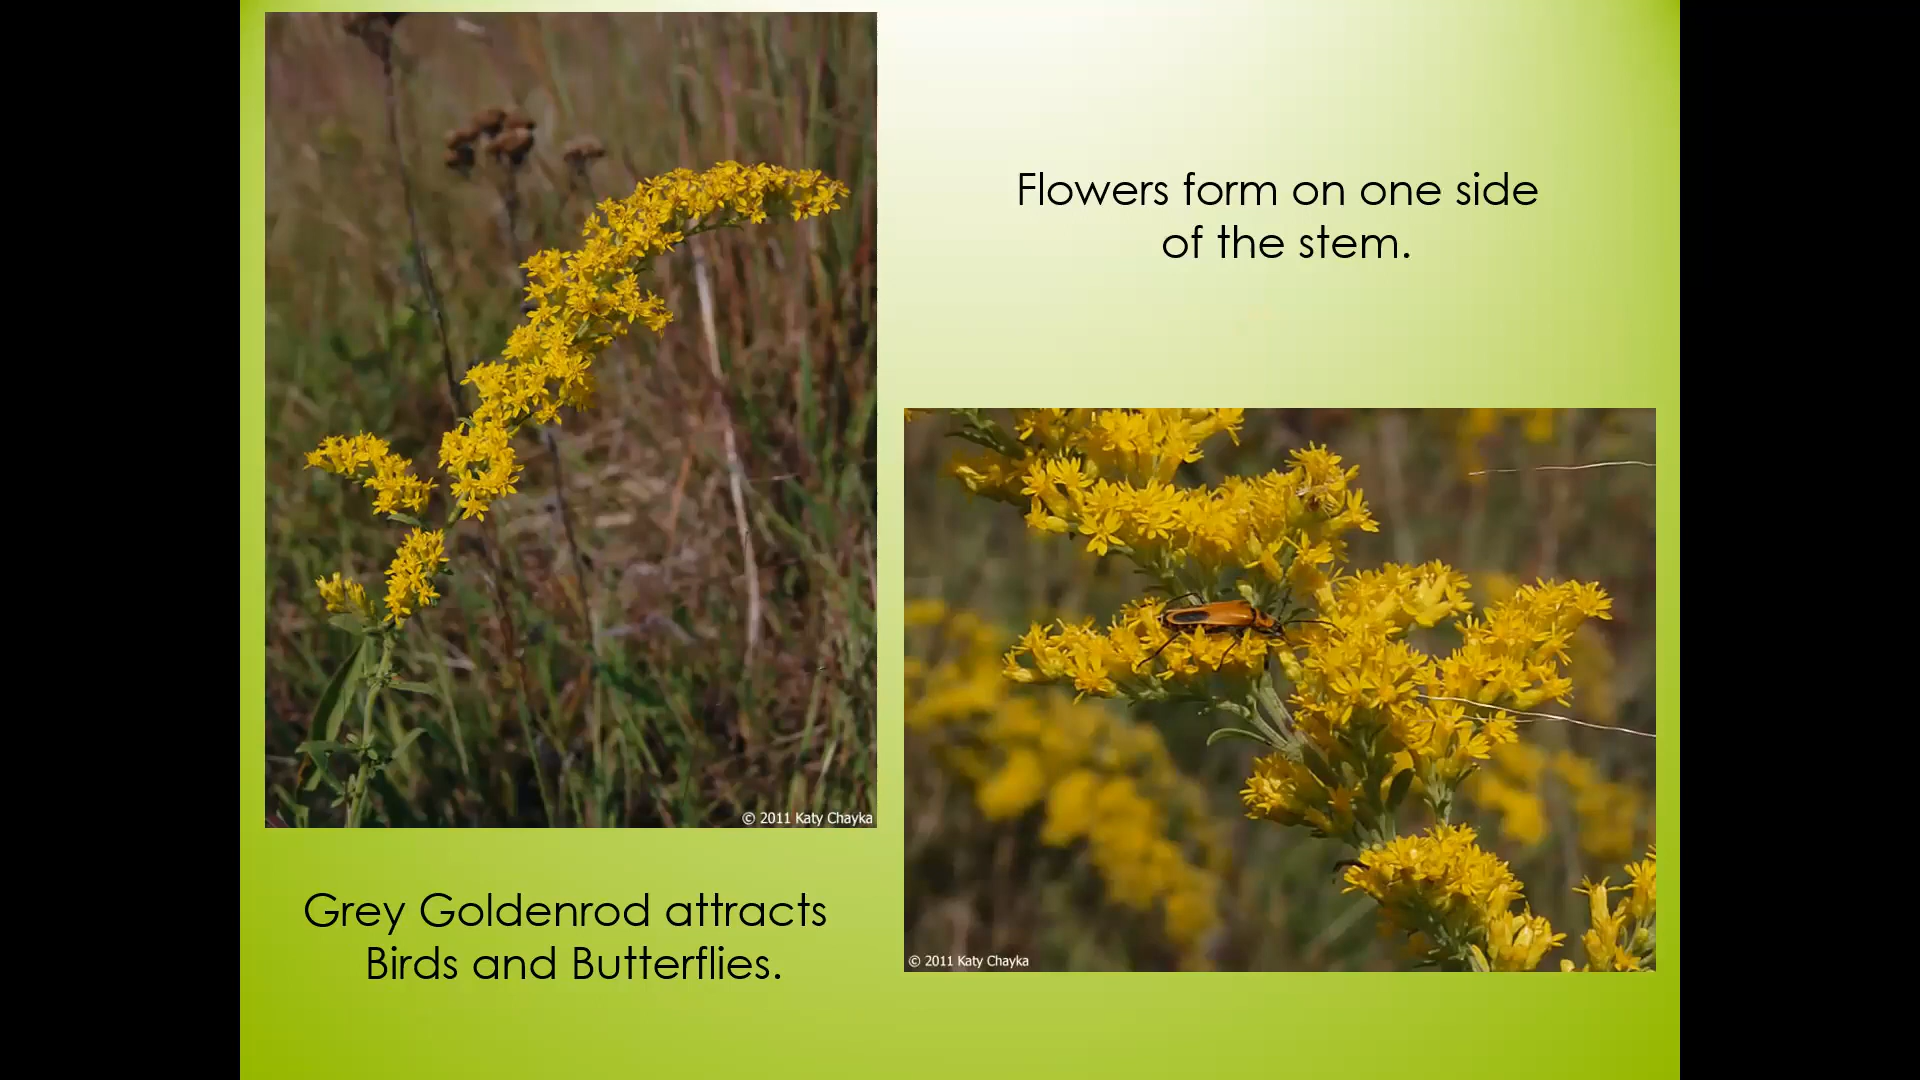 Flowers form on one side
of the stem.
© 2011 Katy Chayka
Grey Goldenrod attracts
Birds and Butterflies.
© 2011 Katy Chayka